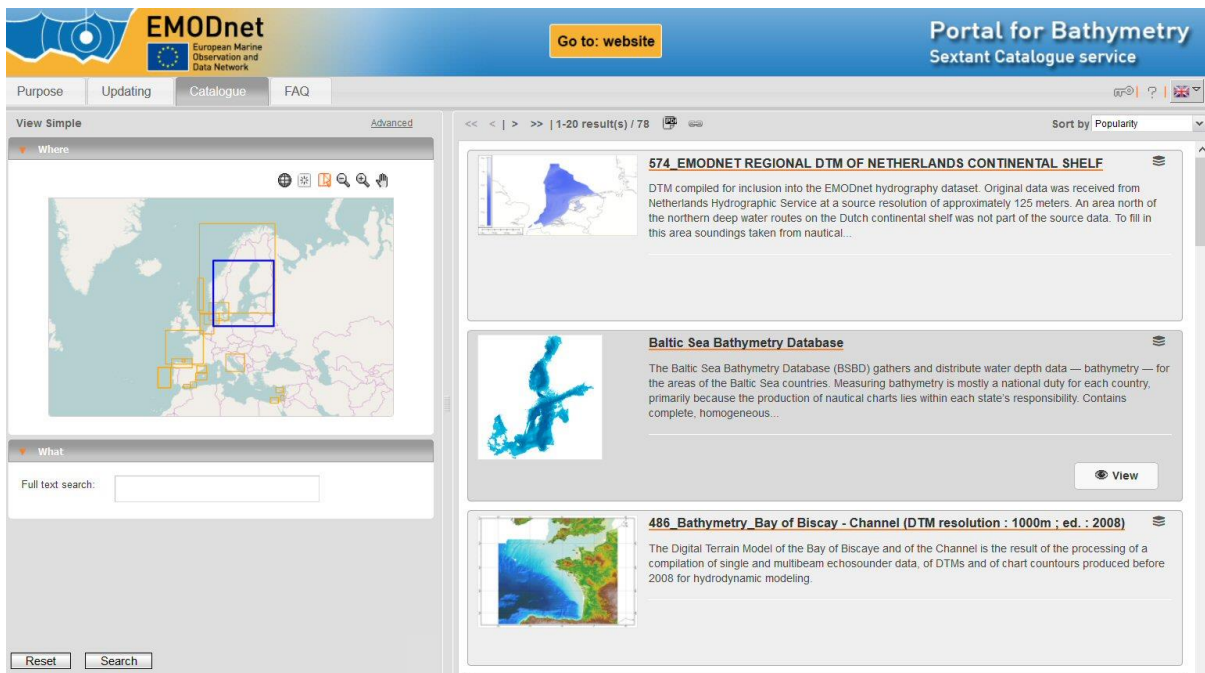 EMODnet
European Marine
Observation and
Data Network
Go to: website
Portal for Bathymetry
Sextant Catalogue service
Purpose
Updating
Catalogue
FAQ
?
View Simple
Advanced
Where
What
Full text search:
Reset
Search
<< < | > >> | 1-20 result(s) / 78
Sort by Popularity
574_EMODNET REGIONAL DTM OF NETHERLANDS CONTINENTAL SHELF
DTM compiled for inclusion into the EMODnet hydrography dataset. Original data was received from
Netherlands Hydrographic Service at a source resolution of approximately 125 meters. An area north of
the northern deep water routes on the Dutch continental shelf was not part of the source data. To fill in
this area soundings taken from nautical...
Baltic Sea Bathymetry Database
The Baltic Sea Bathymetry Database (BSBD) gathers and distribute water depth data — bathymetry — for
the areas of the Baltic Sea countries. Measuring bathymetry is mostly a national duty for each country,
primarily because the production of nautical charts lies within each state's responsibility. Contains
complete, homogeneous...
View
486_Bathymetry_Bay of Biscay - Channel (DTM resolution : 1000m ; ed. : 2008)
The Digital Terrain Model of the Bay of Biscaye and of the Channel is the result of the processing of a
compilation of single and multibeam echosounder data, of DTMs and of chart countours produced before
2008 for hydrodynamic modeling.